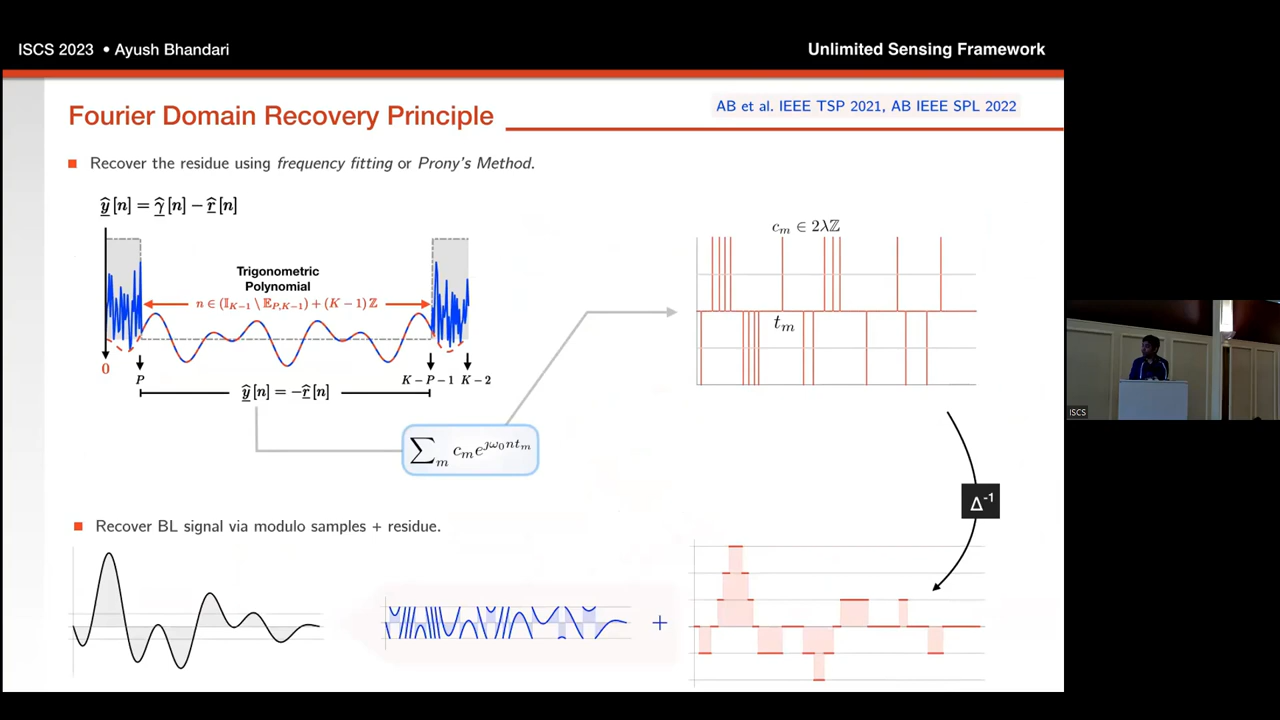 ISCS 2023 • Ayush Bhandari
Unlimited Sensing Framework
Fourier Domain Recovery Principle
AB et al. IEEE TSP 2021, AB IEEE SPL 2022
Recover the residue using frequency fitting or Prony's Method.
ŷ[n] = γ̂[n] − r̂[n]
cₘ ∈ 2λℤ
Trigonometric
Polynomial
n ∈ (𝕀_{K−1} \ 𝔼_{P,K−1}) + (K−1) ℤ
tₘ
0
P
K−P−1
K−2
ŷ[n] = −r̂[n]
∑ₘ cₘ e^{jω₀ntₘ}
Δ⁻¹
Recover BL signal via modulo samples + residue.
+
ISCS